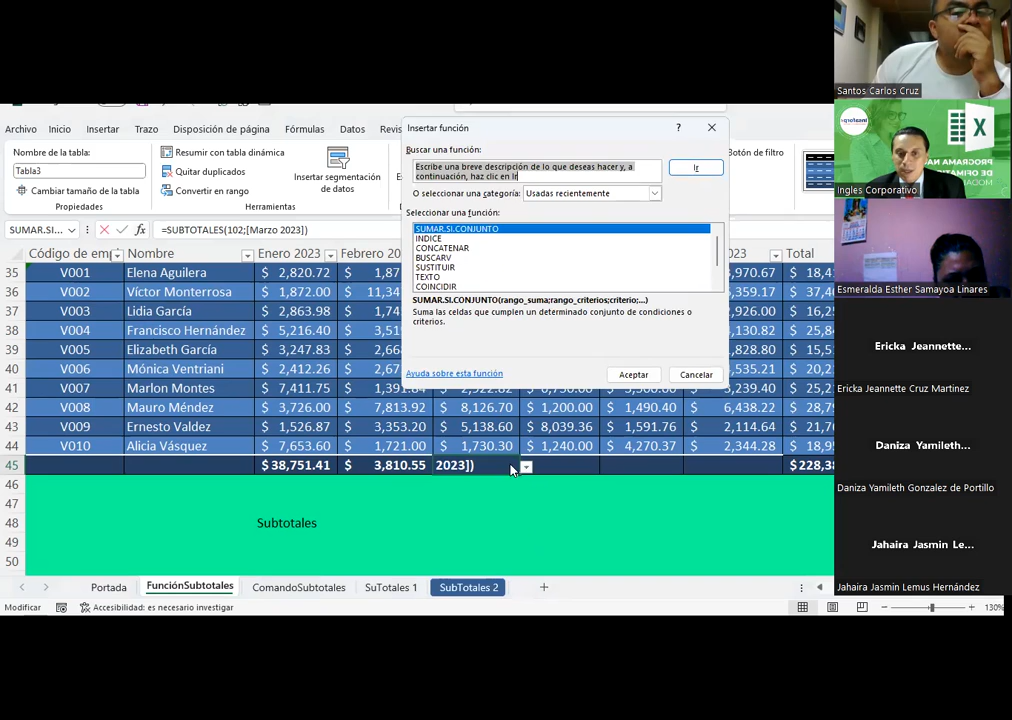 Santos Carlos Cruz
Archivo Inicio Insertar Trazo Disposición de página Fórmulas Datos
Nombre de la tabla:
Tabla3
Cambiar tamaño de la tabla
Propiedades
Resumir con tabla dinámica
Quitar duplicados
Convertir en rango
Herramientas
Insertar segmentación
de datos
Botón de filtro
Insertar función
Buscar una función:
Escribe una breve descripción de lo que deseas hacer y, a
continuación, haz clic en Ir
Ir
O seleccionar una categoría: Usadas recientemente
Seleccionar una función:
SUMAR.SI.CONJUNTO
INDICE
CONCATENAR
BUSCARV
SUSTITUIR
TEXTO
COINCIDIR
SUMAR.SI.CONJUNTO(rango_suma;rango_criterios;criterio;...)
Suma las celdas que cumplen un determinado conjunto de condiciones o
criterios.
Ayuda sobre esta función
Aceptar Cancelar
Ingles Corporativo
SUMAR.SI.C... fx =SUBTOTALES(102;[Marzo 2023])
Código de em Nombre Enero 2023 Febrero 2023 Total
35 V001 Elena Aguilera $ 2,820.72
36 V002 Víctor Monterrosa $ 1,872.00
37 V003 Lidia García $ 2,863.98
38 V004 Francisco Hernández $ 5,216.40
39 V005 Elizabeth García $ 3,247.83
40 V006 Mónica Ventriani $ 2,412.26
41 V007 Marlon Montes $ 7,411.75
42 V008 Mauro Méndez $ 3,726.00 $ 7,813.92 $ 8,126.70 $ 1,200.00 $ 1,490.40 $ 6,438.22
43 V009 Ernesto Valdez $ 1,526.87 $ 3,353.20 $ 5,138.60 $ 8,039.36 $ 1,591.76 $ 2,114.64
44 V010 Alicia Vásquez $ 7,653.60 $ 1,721.00 $ 1,730.30 $ 1,240.00 $ 4,270.37 $ 2,344.28
45 $ 38,751.41 $ 3,810.55 2023])
46
47
48 Subtotales
49
50
Portada FunciónSubtotales ComandoSubtotales SuTotales 1 SubTotales 2
Modificar Accesibilidad: es necesario investigar 130%
Esmeralda Esther Samayoa Linares
Ericka Jeannette...
Ericka Jeannette Cruz Martinez
Daniza Yamileth...
Daniza Yamileth Gonzalez de Portillo
Jahaira Jasmin Le...
Jahaira Jasmin Lemus Hernández